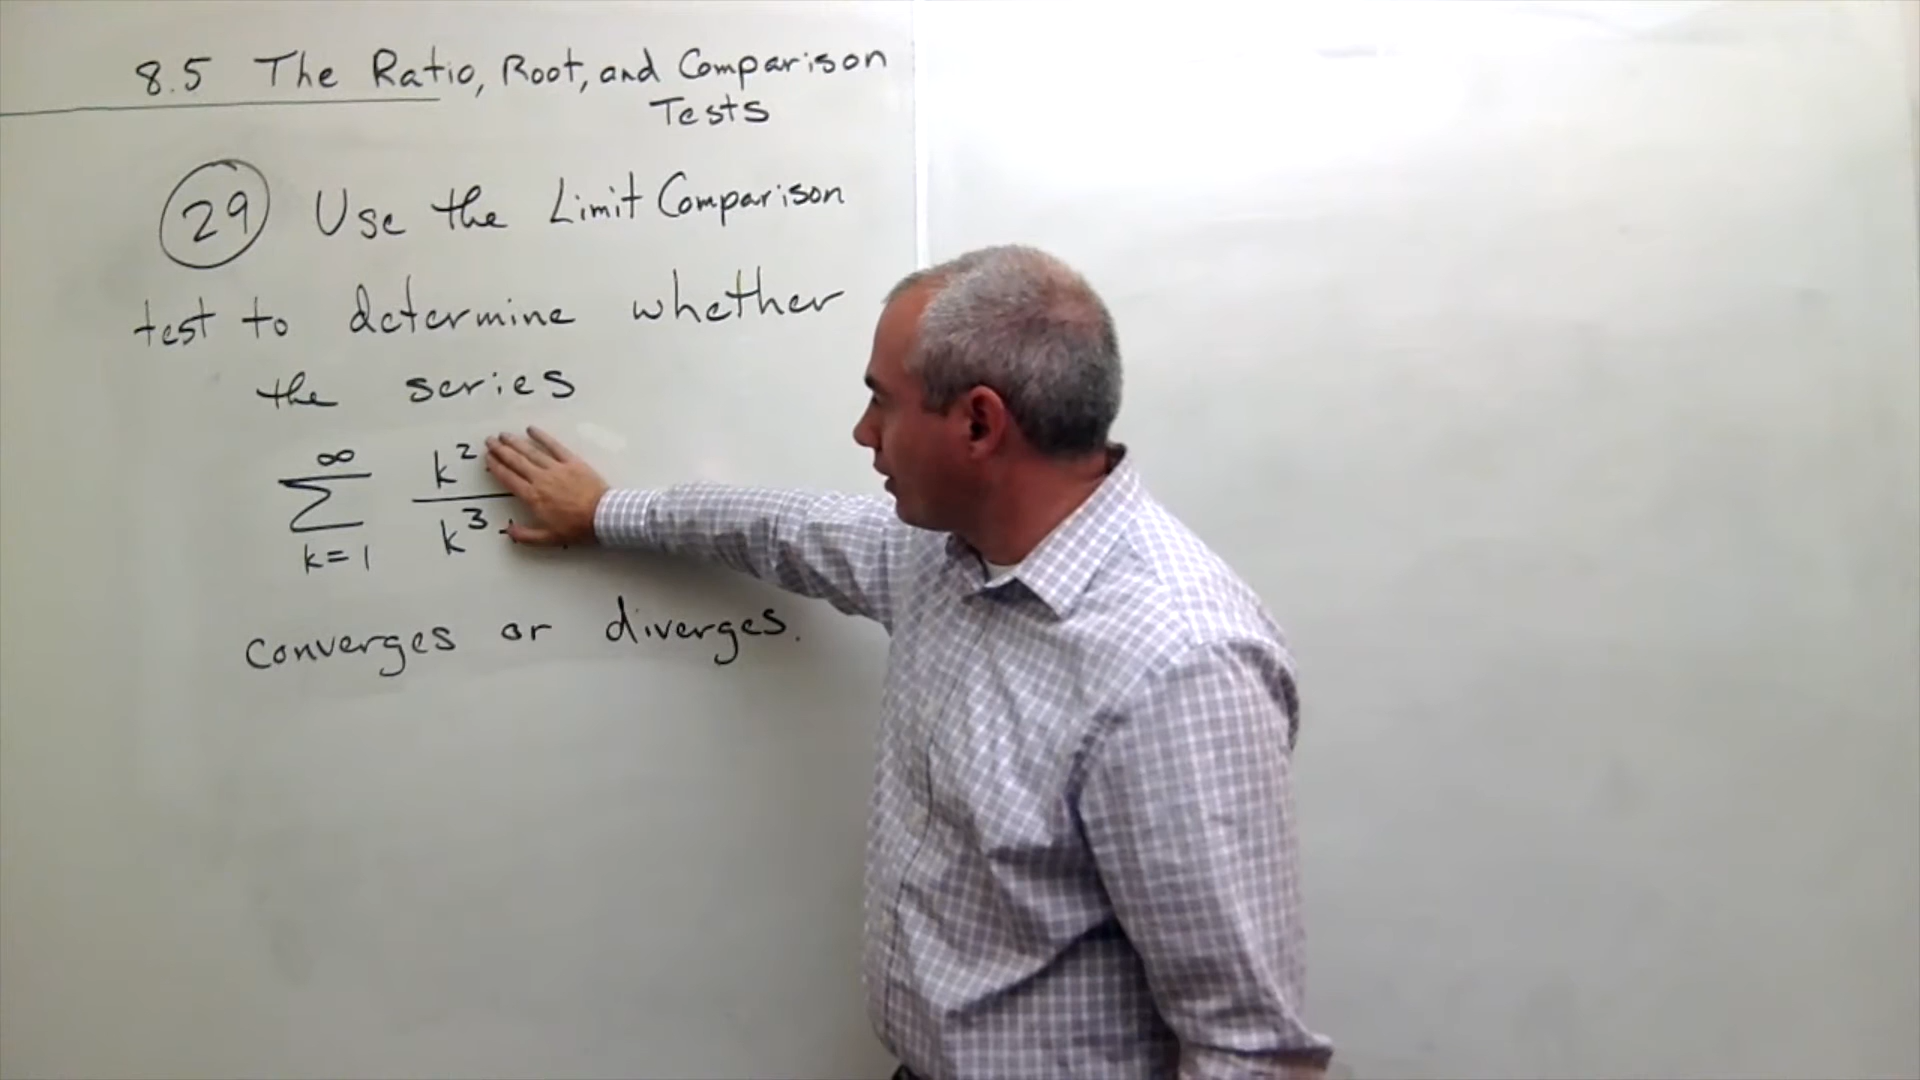 8.5 The Ratio, Root, and Comparison
Tests
29 Use the Limit Comparison
test to determine whether
the series
∞
k²
Σ
k³ +
k=1
converges or diverges.